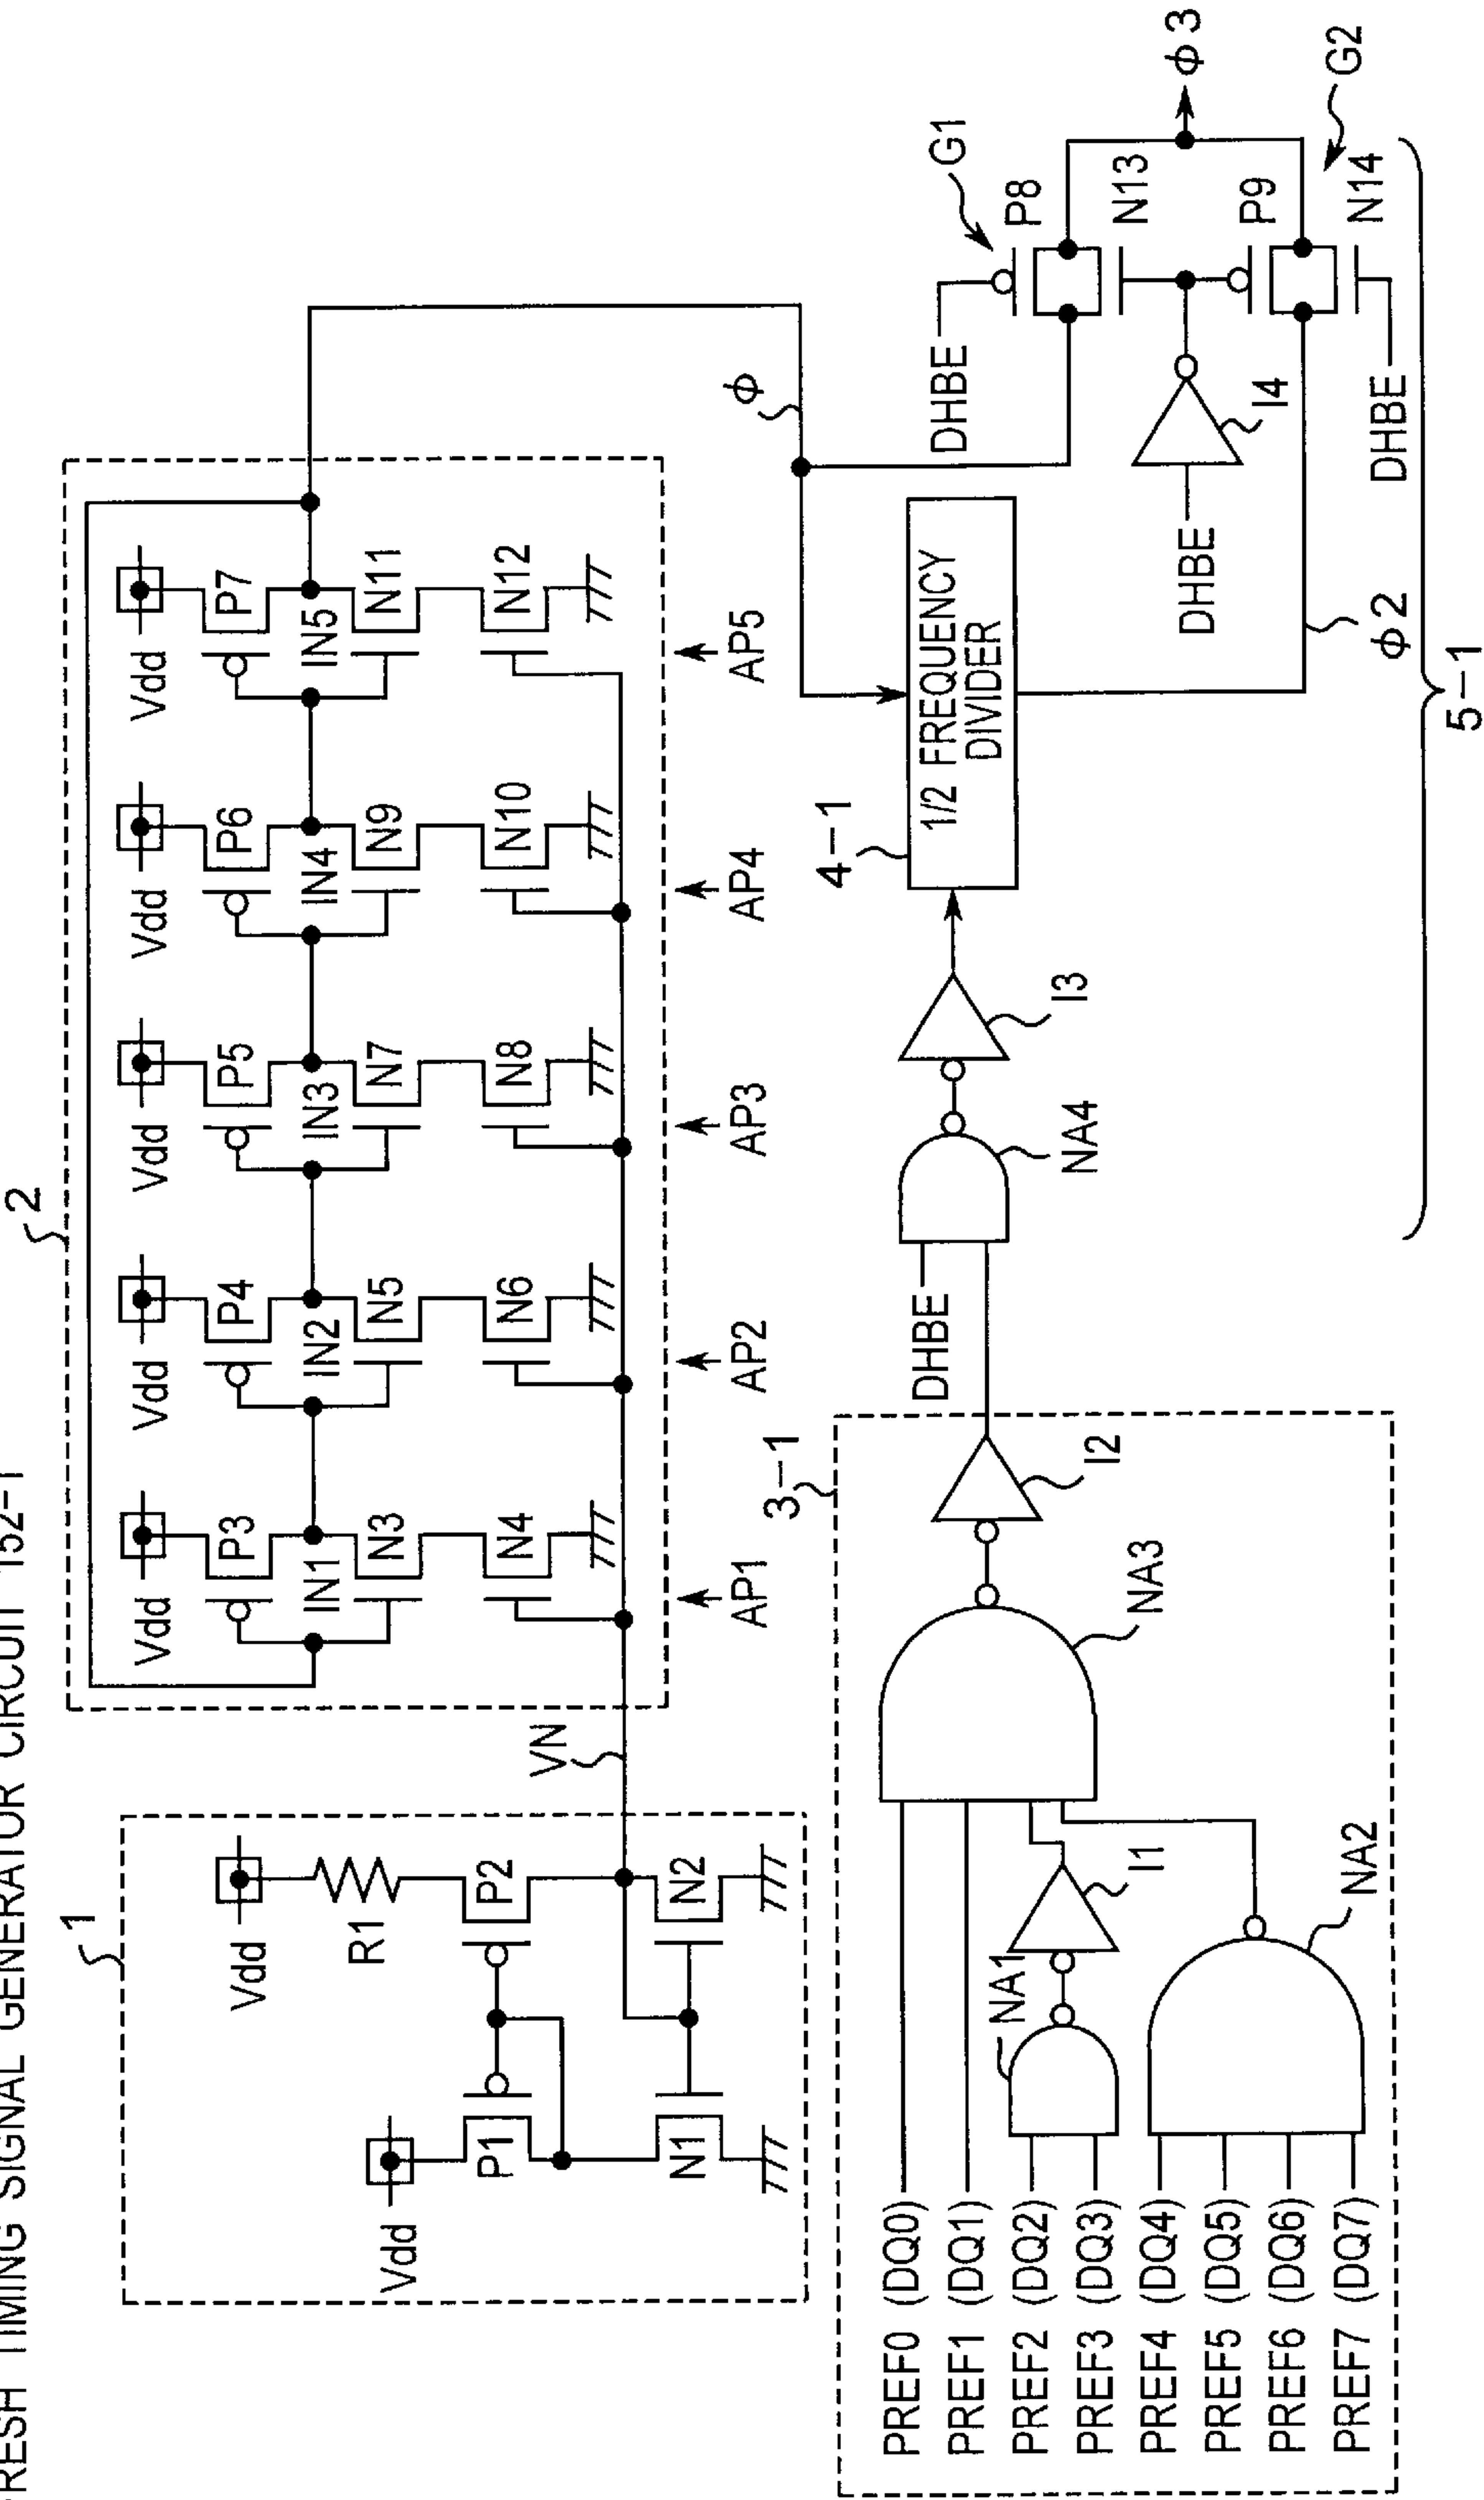 RESH TIMING SIGNAL GENERATOR CIRCUIT 152-1
1
Vdd
Vdd
R1
P1
P2
N1
N2
VN
2
Vdd
Vdd
Vdd
Vdd
Vdd
P3
P4
P5
P6
P7
IN1
IN2
IN3
IN4
IN5
N3
N5
N7
N9
N11
N4
N6
N8
N10
N12
AP1
AP2
AP3
AP4
AP5
3-1
PREF0 (DQ0)
PREF1 (DQ1)
PREF2 (DQ2)
PREF3 (DQ3)
PREF4 (DQ4)
PREF5 (DQ5)
PREF6 (DQ6)
PREF7 (DQ7)
NA1
I1
NA2
NA3
I2
DHBE
NA4
I3
4-1
1/2 FREQUENCY
DIVIDER
ϕ
DHBE
G1
P8
N13
ϕ3
DHBE
I4
P9
N14
G2
DHBE
ϕ2
5-1